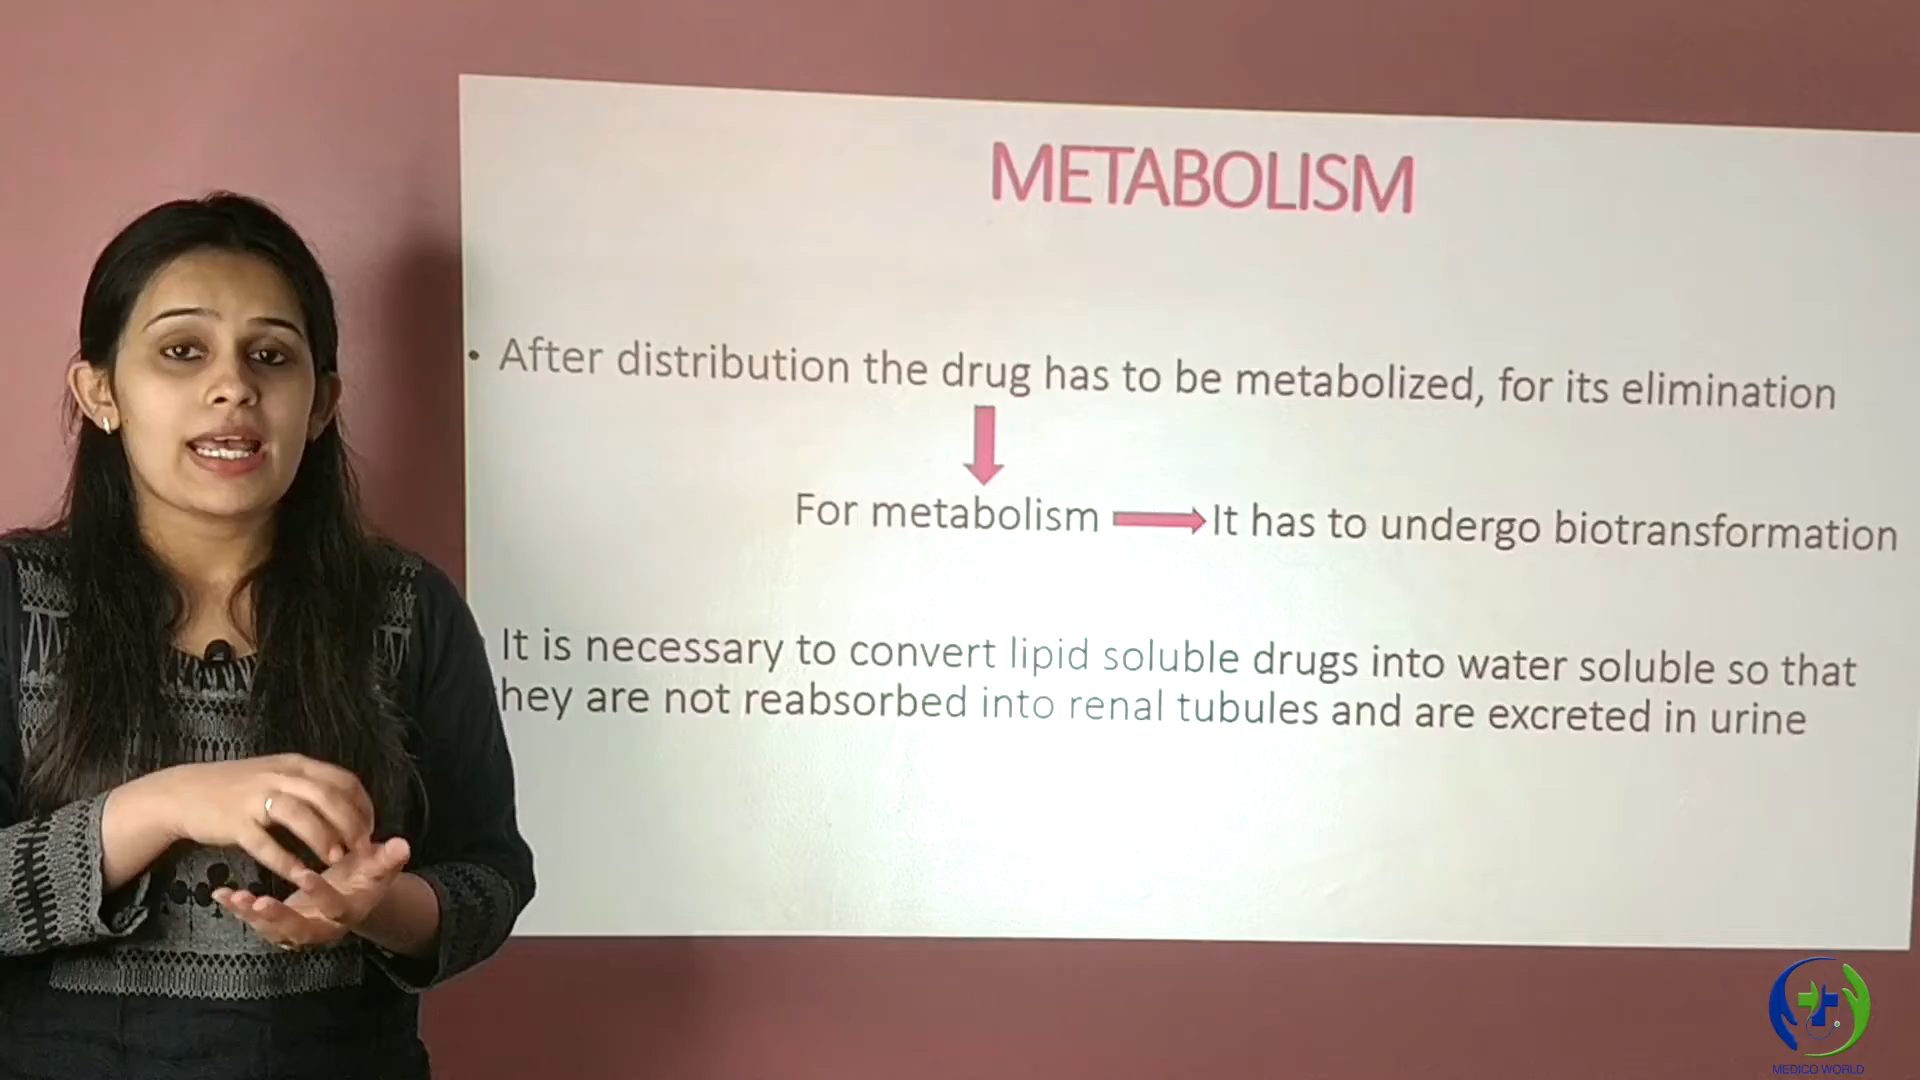 METABOLISM
• After distribution the drug has to be metabolized, for its elimination
For metabolism It has to undergo biotransformation
It is necessary to convert lipid soluble drugs into water soluble so that
hey are not reabsorbed into renal tubules and are excreted in urine
MEDICO WORLD